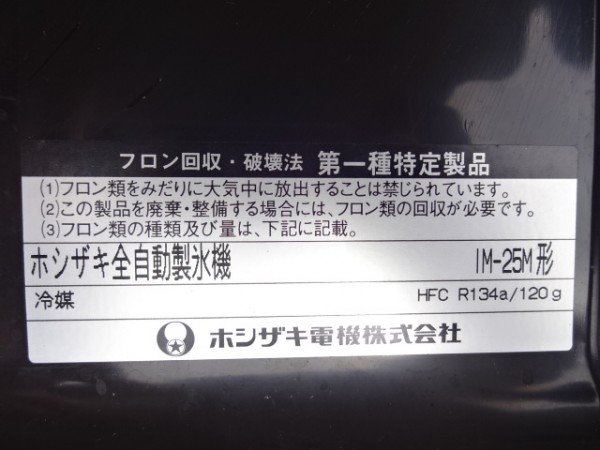 フロン回収・破壊法 第一種特定製品
(1)フロン類をみだりに大気中に放出することは禁じられています。
(2)この製品を廃棄・整備する場合には、フロン類の回収が必要です。
(3)フロン類の種類及び量は、下記に記載。
ホシザキ全自動製氷機 IM-25M形
冷媒 HFC R134a/120g
ホシザキ電機株式会社